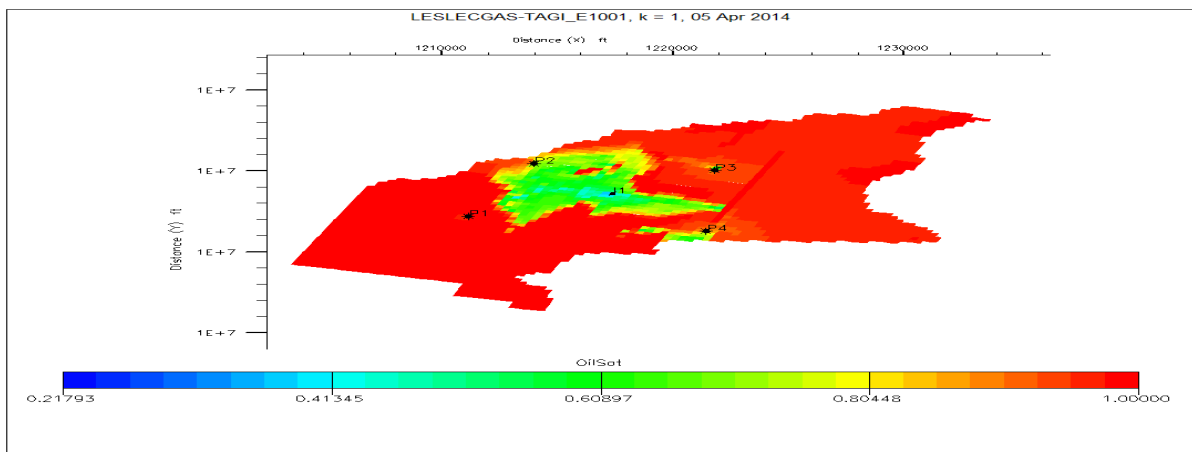 LESLECGAS-TAGI_E1001, k = 1, 05 Apr 2014
Distance (X) ft
1210000 1220000 1230000
1E+7
P2
P3
1E+7
J1
P1
P4
Distance (Y) ft
1E+7
1E+7
OilSat
0.21793 0.41345 0.60897 0.80448 1.00000